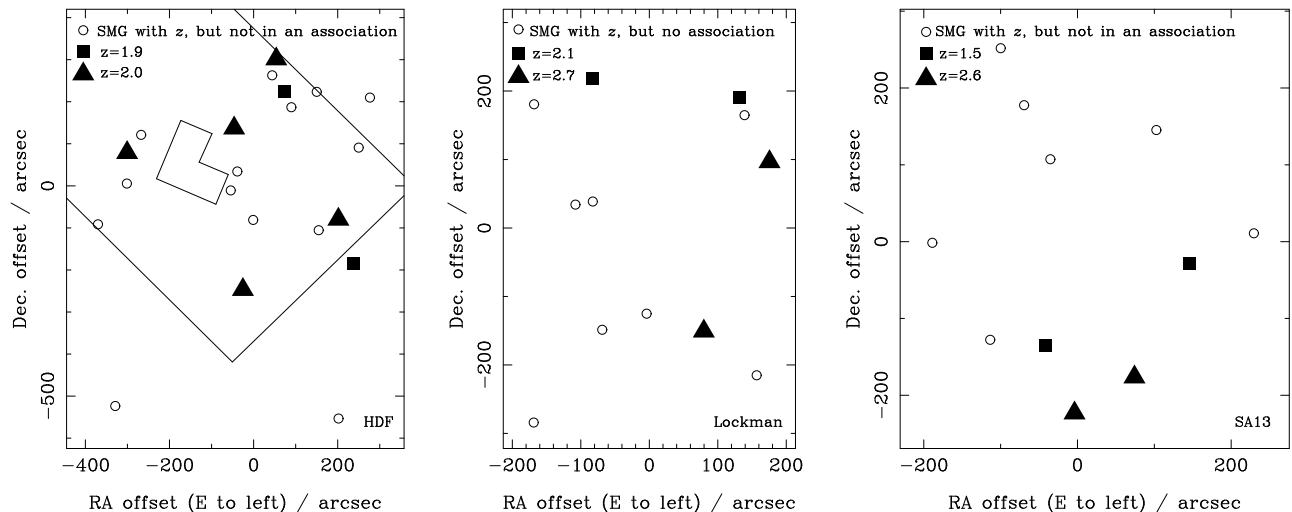 SMG with z, but not in an association
z=1.9
z=2.0
0
−500
Dec. offset / arcsec
HDF
−400 −200 0 200
RA offset (E to left) / arcsec
SMG with z, but no association
z=2.1
z=2.7
200
0
−200
Dec. offset / arcsec
Lockman
−200 −100 0 100 200
RA offset (E to left) / arcsec
SMG with z, but not in an association
z=1.5
z=2.6
200
0
−200
Dec. offset / arcsec
SA13
−200 0 200
RA offset (E to left) / arcsec